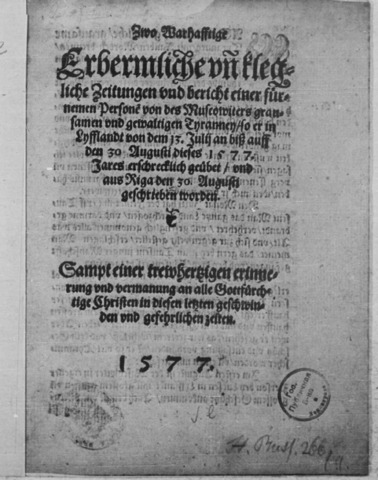 Zwo Warhafftige
Erbermliche vñ kleg-
liche Zeitungen vnd bericht einer für-
nemen Personē von des Muscowiters grau-
samen vnd gewaltigen Tyranney / so er in
Lyfflandt von dem 13. Julij an biß auff
den 30 Augusti dieses 1577.
Jares erschrecklich geübet / vnd
aus Riga den 30. Augusti
geschrieben worden.
Sampt einer trewhertzigen erinne-
rung vnd vermanung an alle Gottfürch-
tige Christen in diesen letzten geschwin-
den vnd gefehrlichen zeiten.
1577.
H. Russ. 266